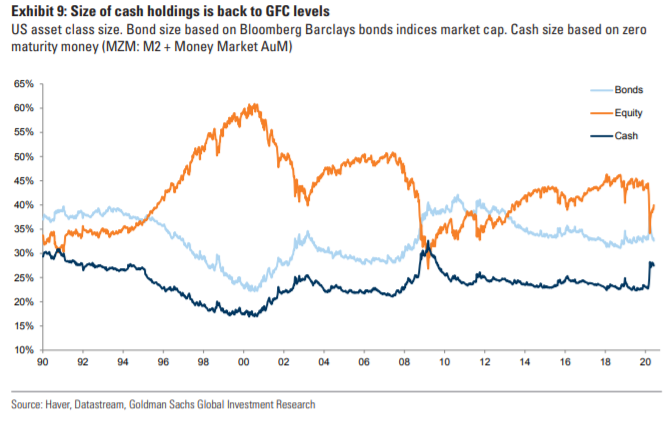 Exhibit 9: Size of cash holdings is back to GFC levels
US asset class size. Bond size based on Bloomberg Barclays bonds indices market cap. Cash size based on zero
maturity money (MZM: M2 + Money Market AuM)
65%
60%
55%
50%
45%
40%
35%
30%
25%
20%
15%
10%
Bonds
Equity
Cash
90 92 94 96 98 00 02 04 06 08 10 12 14 16 18 20
Source: Haver, Datastream, Goldman Sachs Global Investment Research